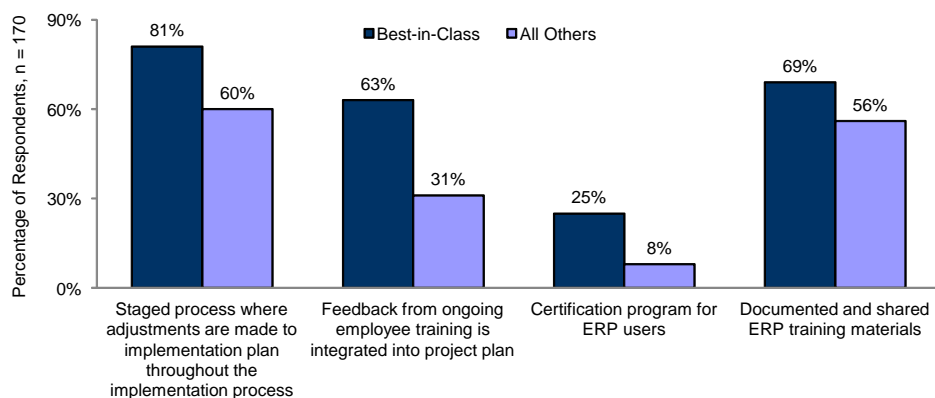 Percentage of Respondents, n = 170
90%
60%
30%
0%
Best-in-Class
All Others
81%
60%
63%
31%
25%
8%
69%
56%
Staged process where
adjustments are made to
implementation plan
throughout the
implementation process
Feedback from ongoing
employee training is
integrated into project plan
Certification program for
ERP users
Documented and shared
ERP training materials